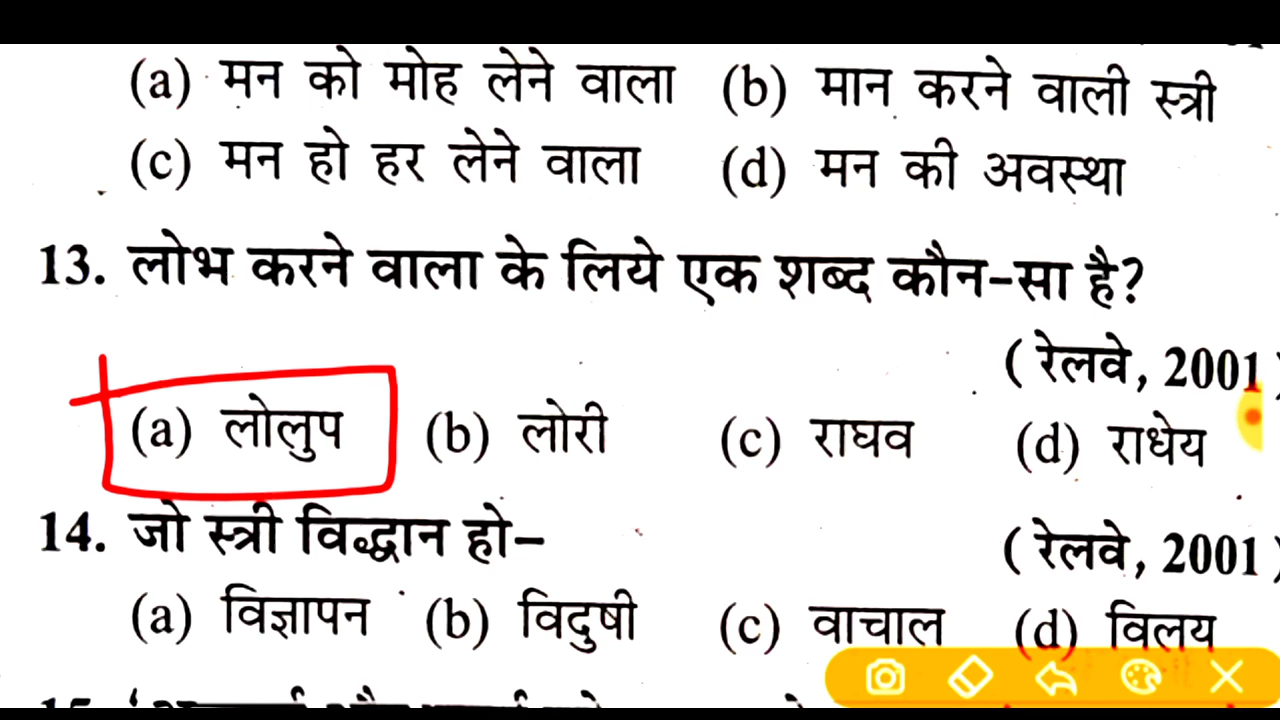 (a) मन को मोह लेने वाला (b) मान करने वाली स्त्री
(c) मन हो हर लेने वाला (d) मन की अवस्था
13. लोभ करने वाला के लिये एक शब्द कौन-सा है?
(रेलवे, 2001)
(a) लोलुप (b) लोरी (c) राघव (d) राधेय
14. जो स्त्री विद्धान हो-
(रेलवे, 2001)
(a) विज्ञापन (b) विदुषी (c) वाचाल (d) विलय